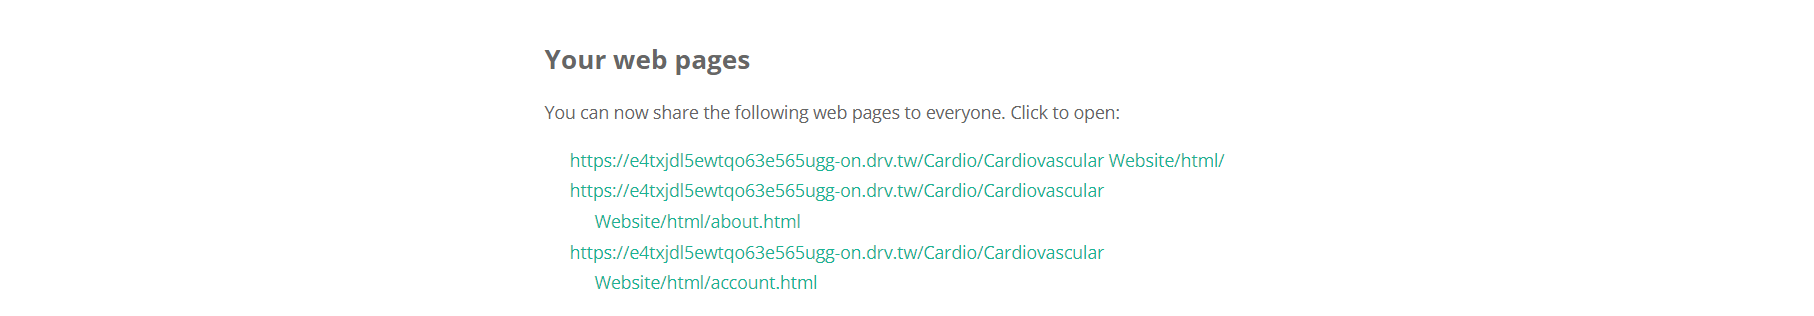 Your web pages
You can now share the following web pages to everyone. Click to open:
https://e4txjdl5ewtqo63e565ugg-on.drv.tw/Cardio/Cardiovascular Website/html/
https://e4txjdl5ewtqo63e565ugg-on.drv.tw/Cardio/Cardiovascular
Website/html/about.html
https://e4txjdl5ewtqo63e565ugg-on.drv.tw/Cardio/Cardiovascular
Website/html/account.html